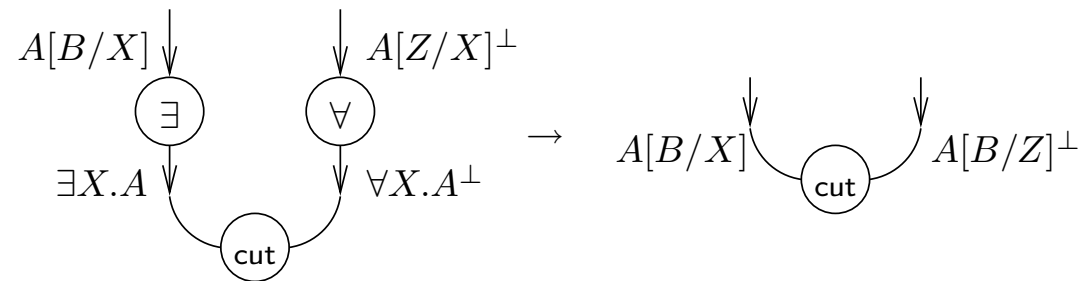 A[B/X] A[Z/X]⊥
∃ ∀ →
A[B/X] cut A[B/Z]⊥
∃X.A ∀X.A⊥
cut